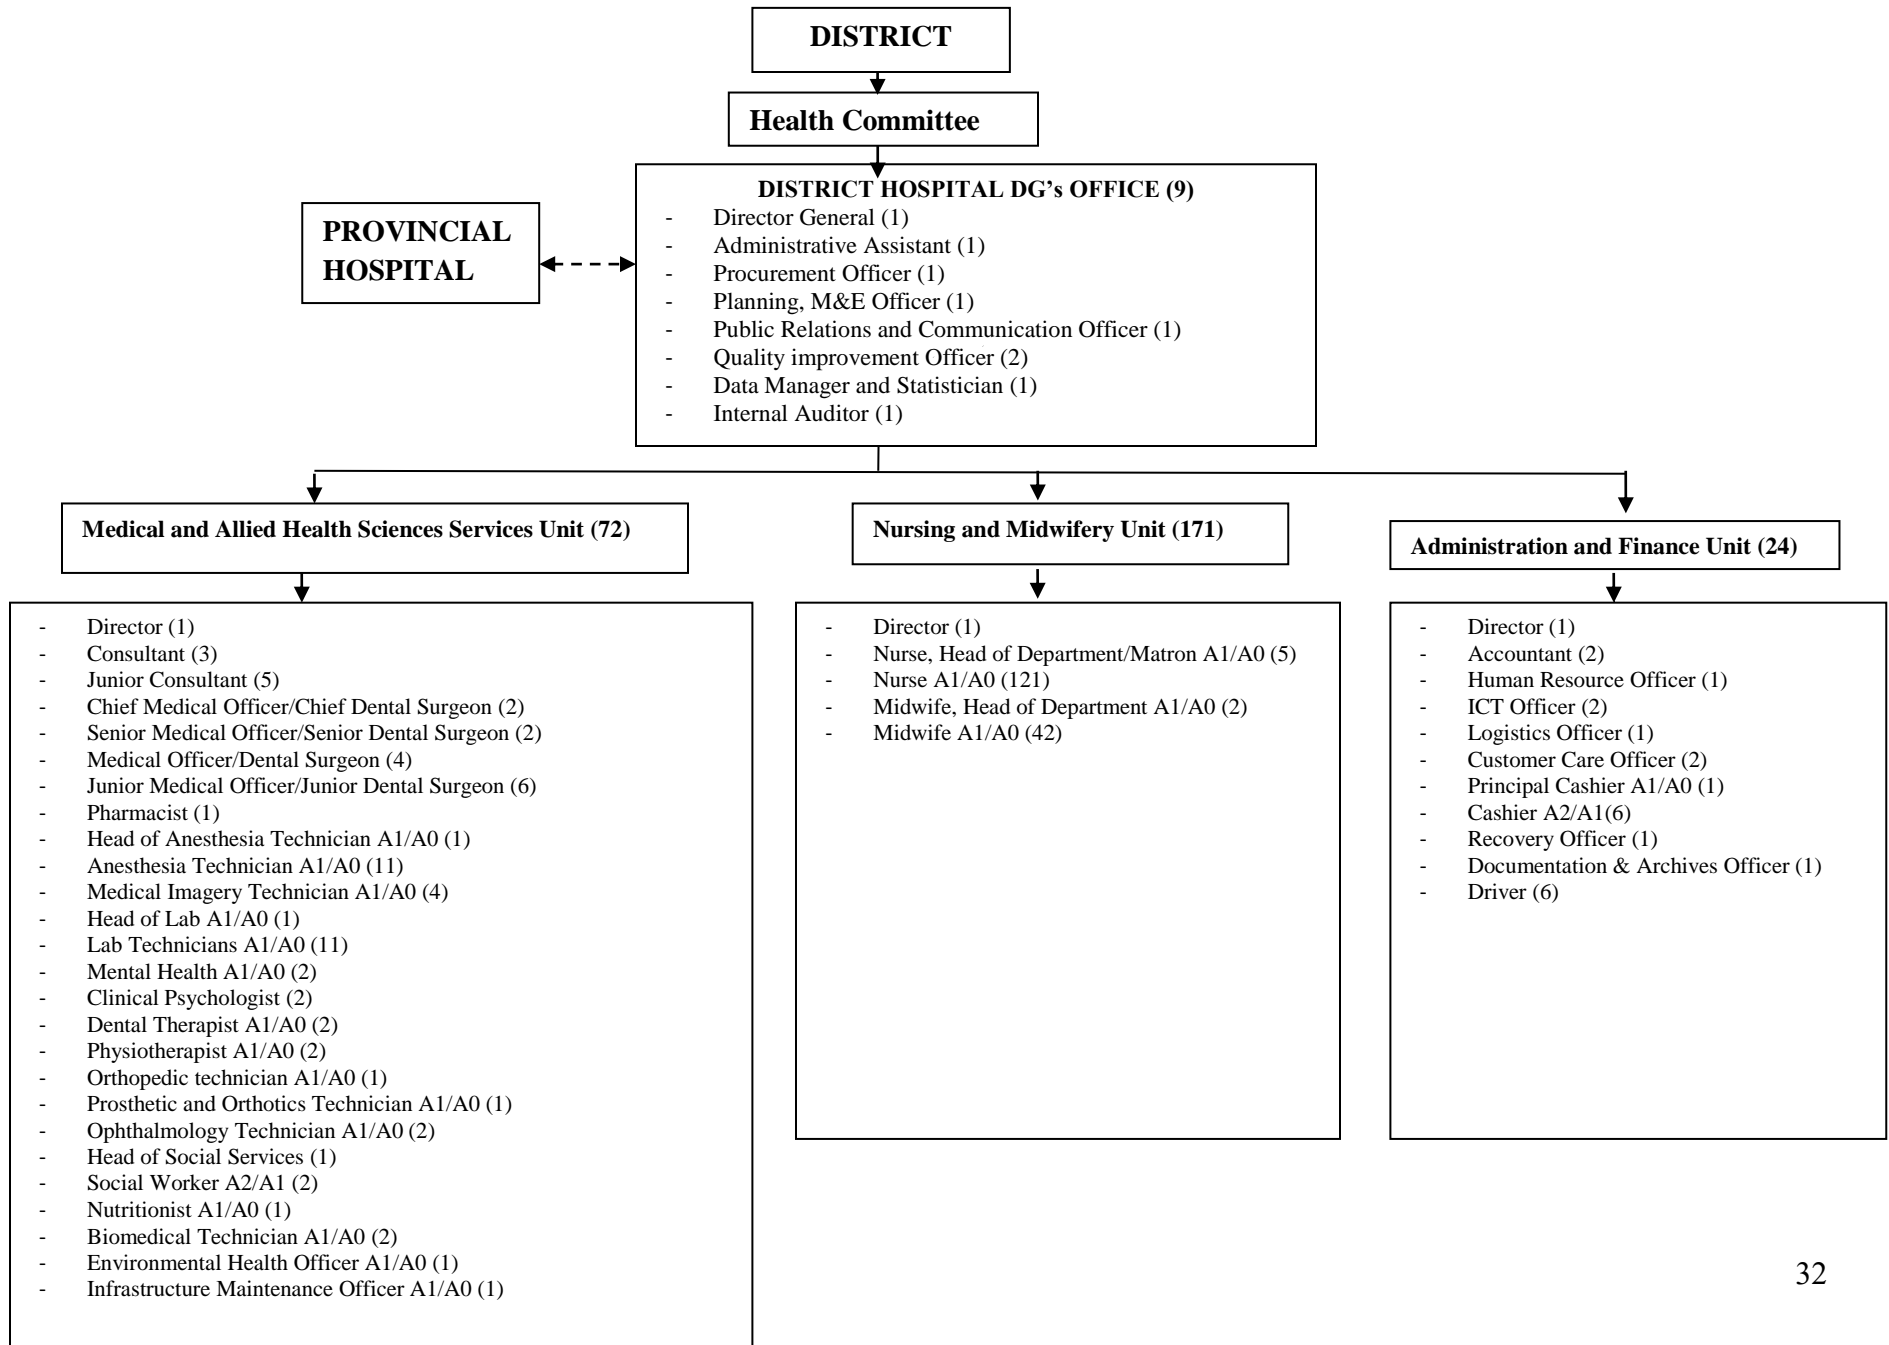 DISTRICT
Health Committee
DISTRICT HOSPITAL DG's OFFICE (9)
- Director General (1)
- Administrative Assistant (1)
- Procurement Officer (1)
- Planning, M&E Officer (1)
- Public Relations and Communication Officer (1)
- Quality improvement Officer (2)
- Data Manager and Statistician (1)
- Internal Auditor (1)
PROVINCIAL
HOSPITAL
Medical and Allied Health Sciences Services Unit (72)
- Director (1)
- Consultant (3)
- Junior Consultant (5)
- Chief Medical Officer/Chief Dental Surgeon (2)
- Senior Medical Officer/Senior Dental Surgeon (2)
- Medical Officer/Dental Surgeon (4)
- Junior Medical Officer/Junior Dental Surgeon (6)
- Pharmacist (1)
- Head of Anesthesia Technician A1/A0 (1)
- Anesthesia Technician A1/A0 (11)
- Medical Imagery Technician A1/A0 (4)
- Head of Lab A1/A0 (1)
- Lab Technicians A1/A0 (11)
- Mental Health A1/A0 (2)
- Clinical Psychologist (2)
- Dental Therapist A1/A0 (2)
- Physiotherapist A1/A0 (2)
- Orthopedic technician A1/A0 (1)
- Prosthetic and Orthotics Technician A1/A0 (1)
- Ophthalmology Technician A1/A0 (2)
- Head of Social Services (1)
- Social Worker A2/A1 (2)
- Nutritionist A1/A0 (1)
- Biomedical Technician A1/A0 (2)
- Environmental Health Officer A1/A0 (1)
- Infrastructure Maintenance Officer A1/A0 (1)
Nursing and Midwifery Unit (171)
- Director (1)
- Nurse, Head of Department/Matron A1/A0 (5)
- Nurse A1/A0 (121)
- Midwife, Head of Department A1/A0 (2)
- Midwife A1/A0 (42)
Administration and Finance Unit (24)
- Director (1)
- Accountant (2)
- Human Resource Officer (1)
- ICT Officer (2)
- Logistics Officer (1)
- Customer Care Officer (2)
- Principal Cashier A1/A0 (1)
- Cashier A2/A1(6)
- Recovery Officer (1)
- Documentation & Archives Officer (1)
- Driver (6)
32